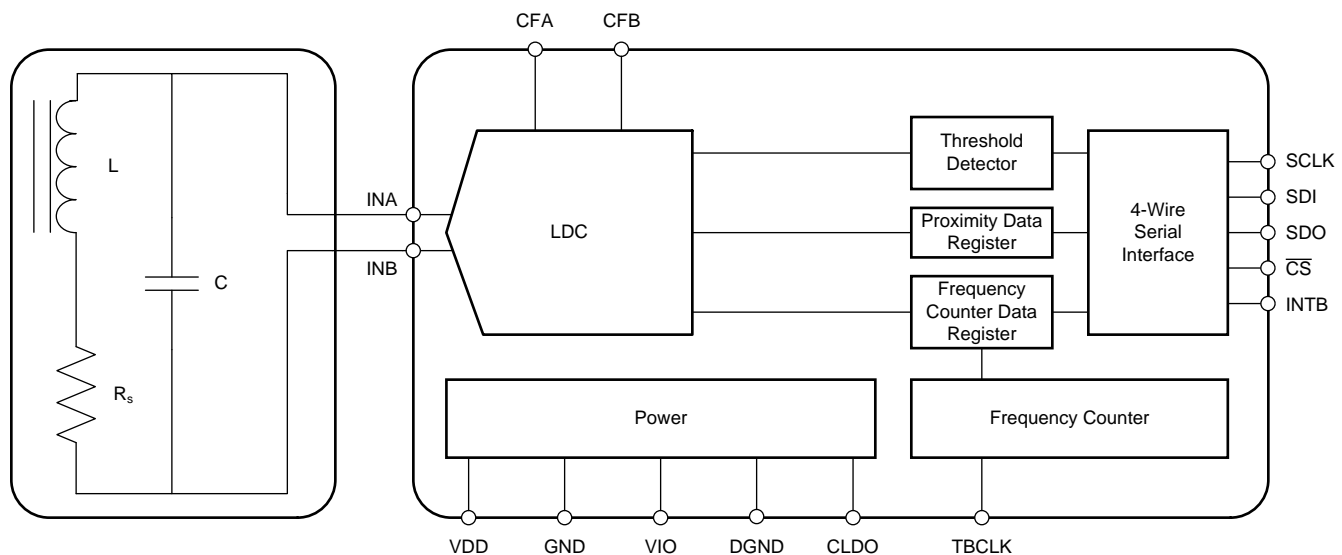 CFA
CFB
L
C
Rs
INA
INB
LDC
Threshold
Detector
Proximity Data
Register
Frequency
Counter Data
Register
4-Wire
Serial
Interface
SCLK
SDI
SDO
C̅S̅
INTB
Power
Frequency Counter
VDD
GND
VIO
DGND
CLDO
TBCLK